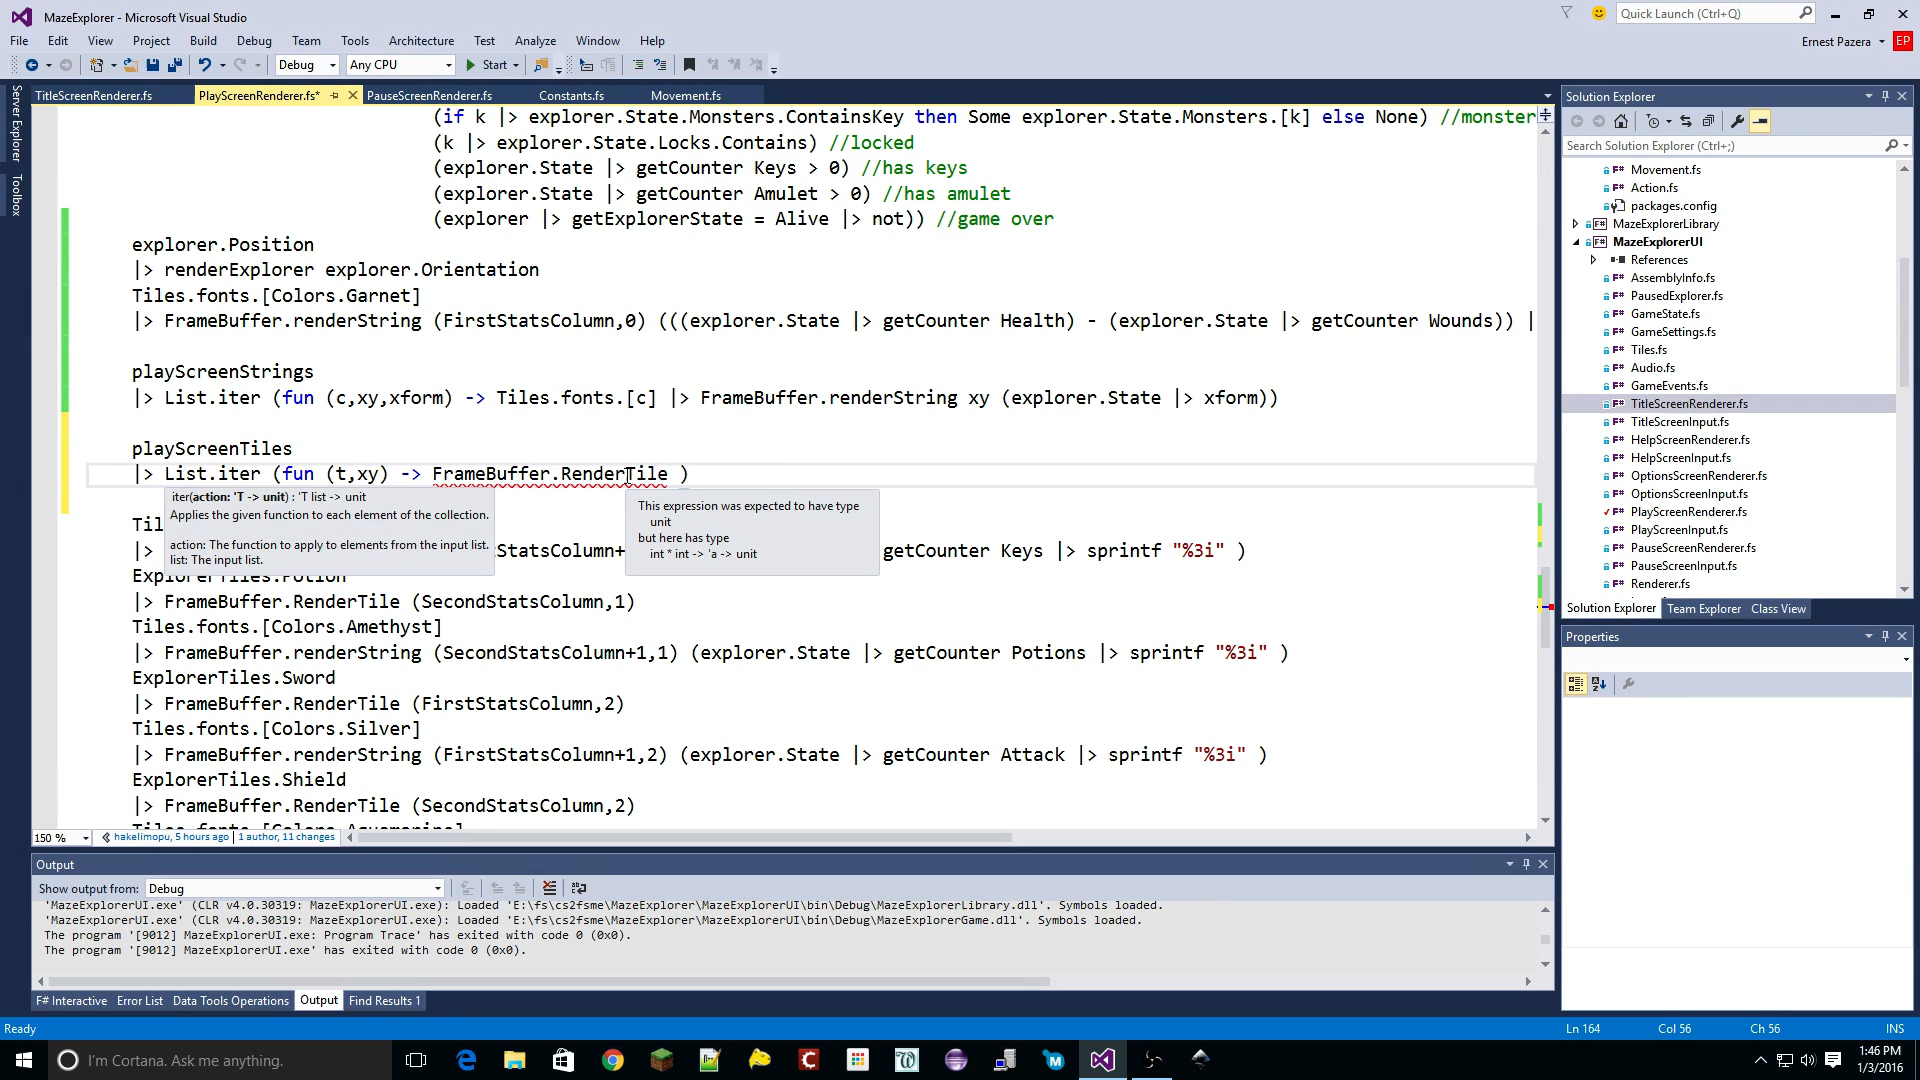 MazeExplorer - Microsoft Visual Studio
Quick Launch (Ctrl+Q)
File Edit View Project Build Debug Team Tools Architecture Test Analyze Window Help
Ernest Pazera EP
Debug Any CPU Start
Server Explorer
Toolbox
TitleScreenRenderer.fs PlayScreenRenderer.fs* PauseScreenRenderer.fs Constants.fs Movement.fs
(if k |> explorer.State.Monsters.ContainsKey then Some explorer.State.Monsters.[k] else None) //monster
(k |> explorer.State.Locks.Contains) //locked
(explorer.State |> getCounter Keys > 0) //has keys
(explorer.State |> getCounter Amulet > 0) //has amulet
(explorer |> getExplorerState = Alive |> not)) //game over
explorer.Position
|> renderExplorer explorer.Orientation
Tiles.fonts.[Colors.Garnet]
|> FrameBuffer.renderString (FirstStatsColumn,0) (((explorer.State |> getCounter Health) - (explorer.State |> getCounter Wounds)) |
playScreenStrings
|> List.iter (fun (c,xy,xform) -> Tiles.fonts.[c] |> FrameBuffer.renderString xy (explorer.State |> xform))
playScreenTiles
|> List.iter (fun (t,xy) -> FrameBuffer.RenderTile )
iter(action: 'T -> unit) : 'T list -> unit
Applies the given function to each element of the collection.
action: The function to apply to elements from the input list.
list: The input list.
This expression was expected to have type
unit
but here has type
int * int -> 'a -> unit
Til
|> StatsColumn+ getCounter Keys |> sprintf "%3i" )
ExplorerTiles.Potion
|> FrameBuffer.RenderTile (SecondStatsColumn,1)
Tiles.fonts.[Colors.Amethyst]
|> FrameBuffer.renderString (SecondStatsColumn+1,1) (explorer.State |> getCounter Potions |> sprintf "%3i" )
ExplorerTiles.Sword
|> FrameBuffer.RenderTile (FirstStatsColumn,2)
Tiles.fonts.[Colors.Silver]
|> FrameBuffer.renderString (FirstStatsColumn+1,2) (explorer.State |> getCounter Attack |> sprintf "%3i" )
ExplorerTiles.Shield
|> FrameBuffer.RenderTile (SecondStatsColumn,2)
150 % hakelimopu, 5 hours ago | 1 author, 11 changes
Solution Explorer
Search Solution Explorer (Ctrl+;)
Movement.fs
Action.fs
packages.config
MazeExplorerLibrary
MazeExplorerUI
References
AssemblyInfo.fs
PausedExplorer.fs
GameState.fs
GameSettings.fs
Tiles.fs
Audio.fs
GameEvents.fs
TitleScreenRenderer.fs
TitleScreenInput.fs
HelpScreenRenderer.fs
HelpScreenInput.fs
OptionsScreenRenderer.fs
OptionsScreenInput.fs
PlayScreenRenderer.fs
PlayScreenInput.fs
PauseScreenRenderer.fs
PauseScreenInput.fs
Renderer.fs
Solution Explorer Team Explorer Class View
Properties
Output
Show output from: Debug
'MazeExplorerUI.exe' (CLR v4.0.30319: MazeExplorerUI.exe): Loaded 'E:\fs\cs2fsme\MazeExplorer\MazeExplorerUI\bin\Debug\MazeExplorerLibrary.dll'. Symbols loaded.
'MazeExplorerUI.exe' (CLR v4.0.30319: MazeExplorerUI.exe): Loaded 'E:\fs\cs2fsme\MazeExplorer\MazeExplorerUI\bin\Debug\MazeExplorerGame.dll'. Symbols loaded.
The program '[9012] MazeExplorerUI.exe: Program Trace' has exited with code 0 (0x0).
The program '[9012] MazeExplorerUI.exe' has exited with code 0 (0x0).
F# Interactive Error List Data Tools Operations Output Find Results 1
Ready Ln 164 Col 56 Ch 56 INS
I'm Cortana. Ask me anything.
1:46 PM
1/3/2016